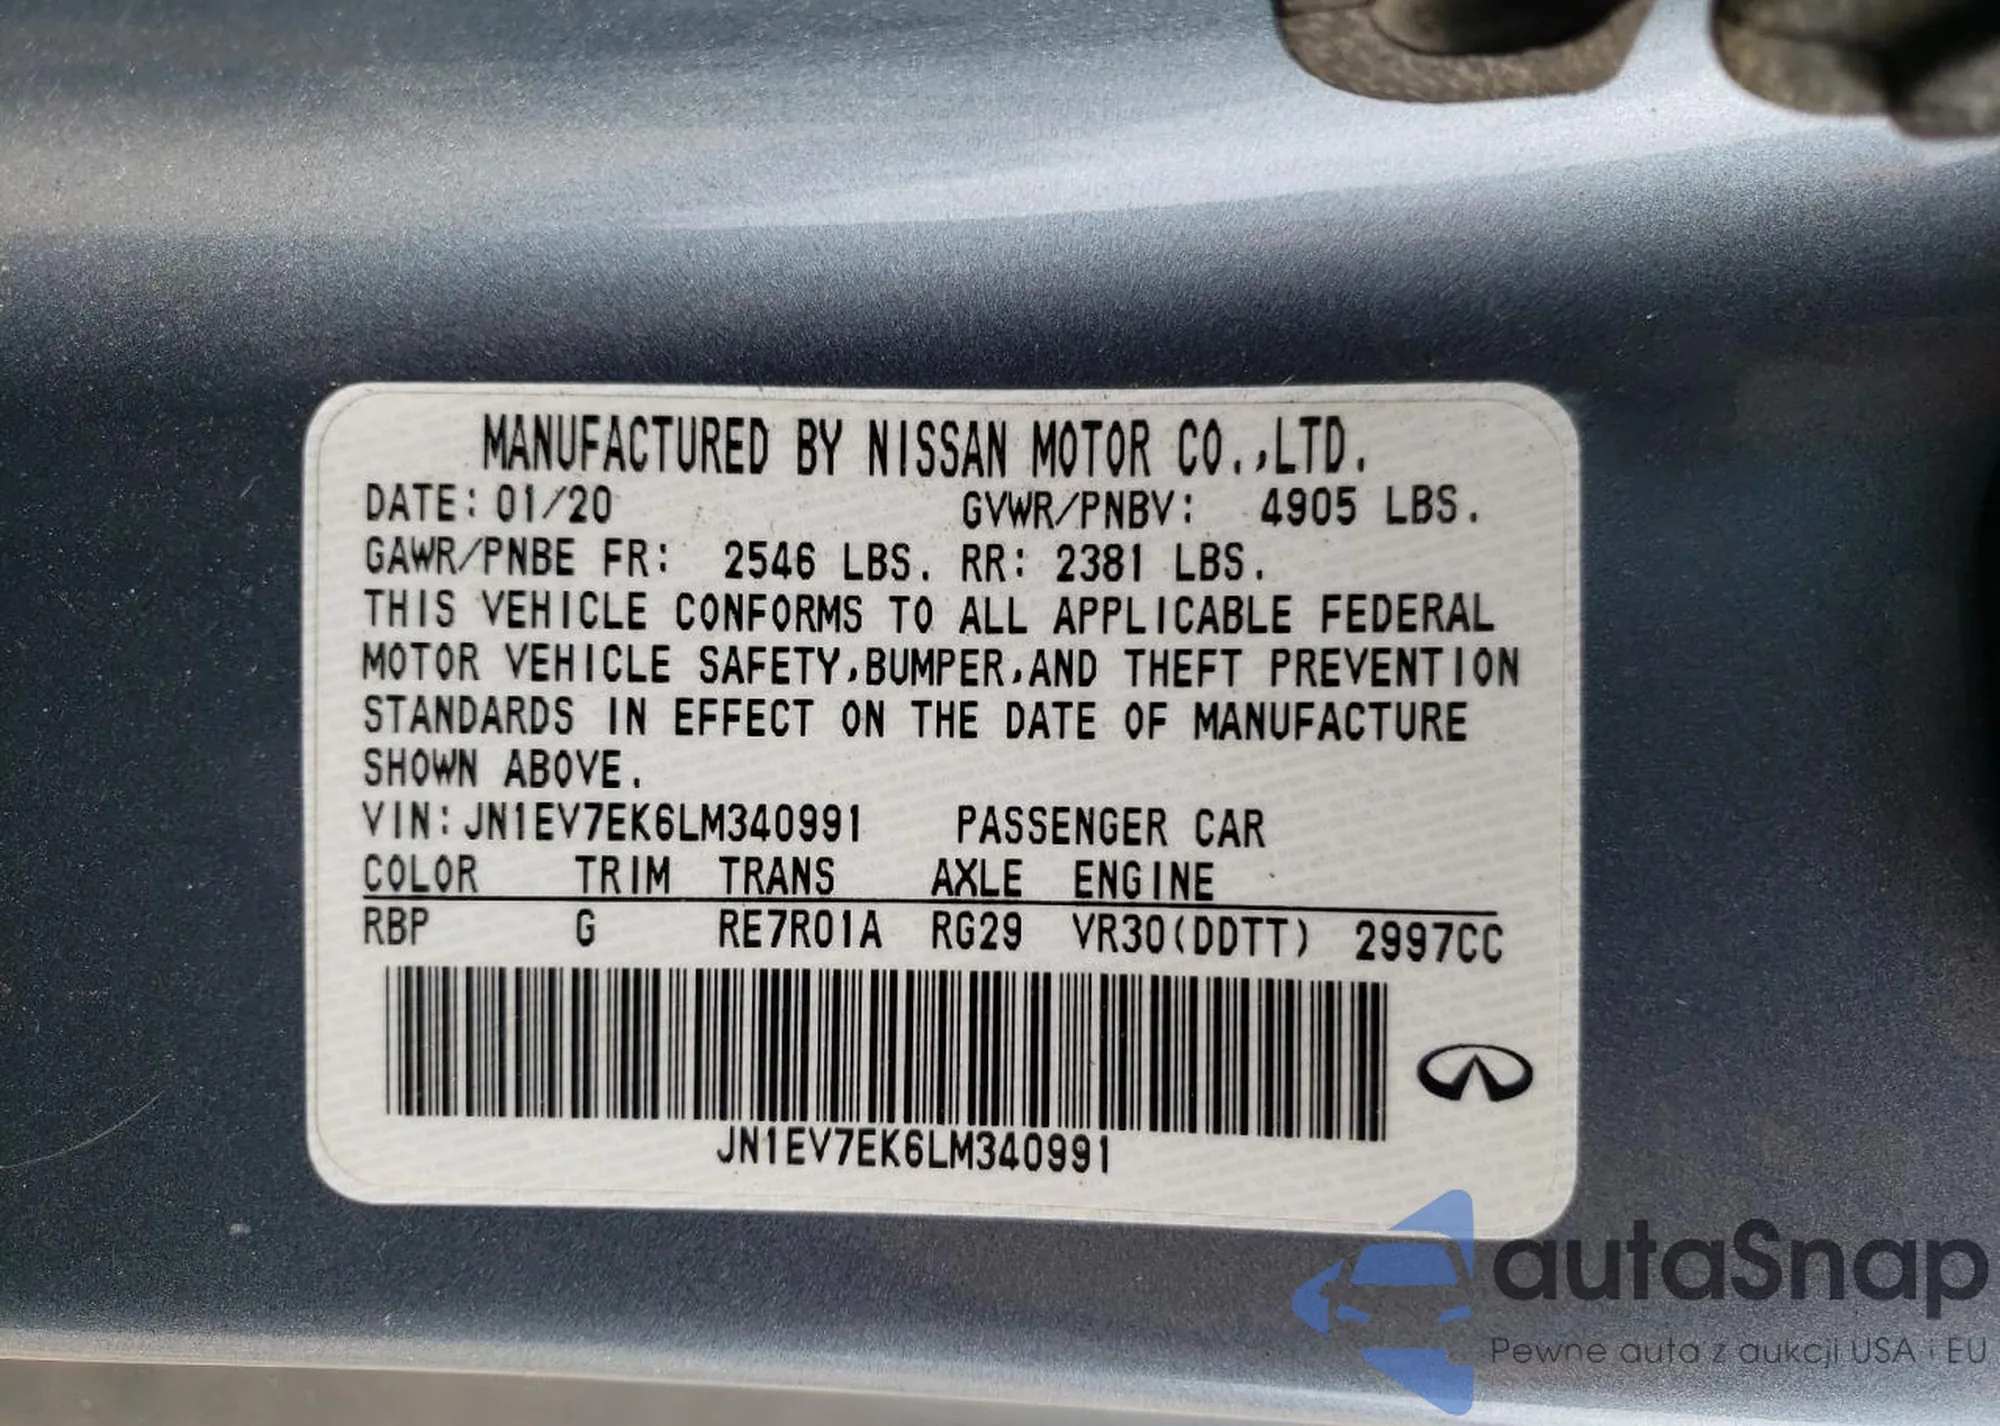 MANUFACTURED BY NISSAN MOTOR CO.,LTD.
DATE: 01/20 GVWR/PNBV: 4905 LBS.
GAWR/PNBE FR: 2546 LBS. RR: 2381 LBS.
THIS VEHICLE CONFORMS TO ALL APPLICABLE FEDERAL
MOTOR VEHICLE SAFETY,BUMPER,AND THEFT PREVENTION
STANDARDS IN EFFECT ON THE DATE OF MANUFACTURE
SHOWN ABOVE.
VIN: JN1EV7EK6LM340991 PASSENGER CAR
COLOR TRIM TRANS AXLE ENGINE
RBP G RE7R01A RG29 VR30(DDTT) 2997CC
JN1EV7EK6LM340991
autaSnap
Pewne auta z aukcji USA i EU